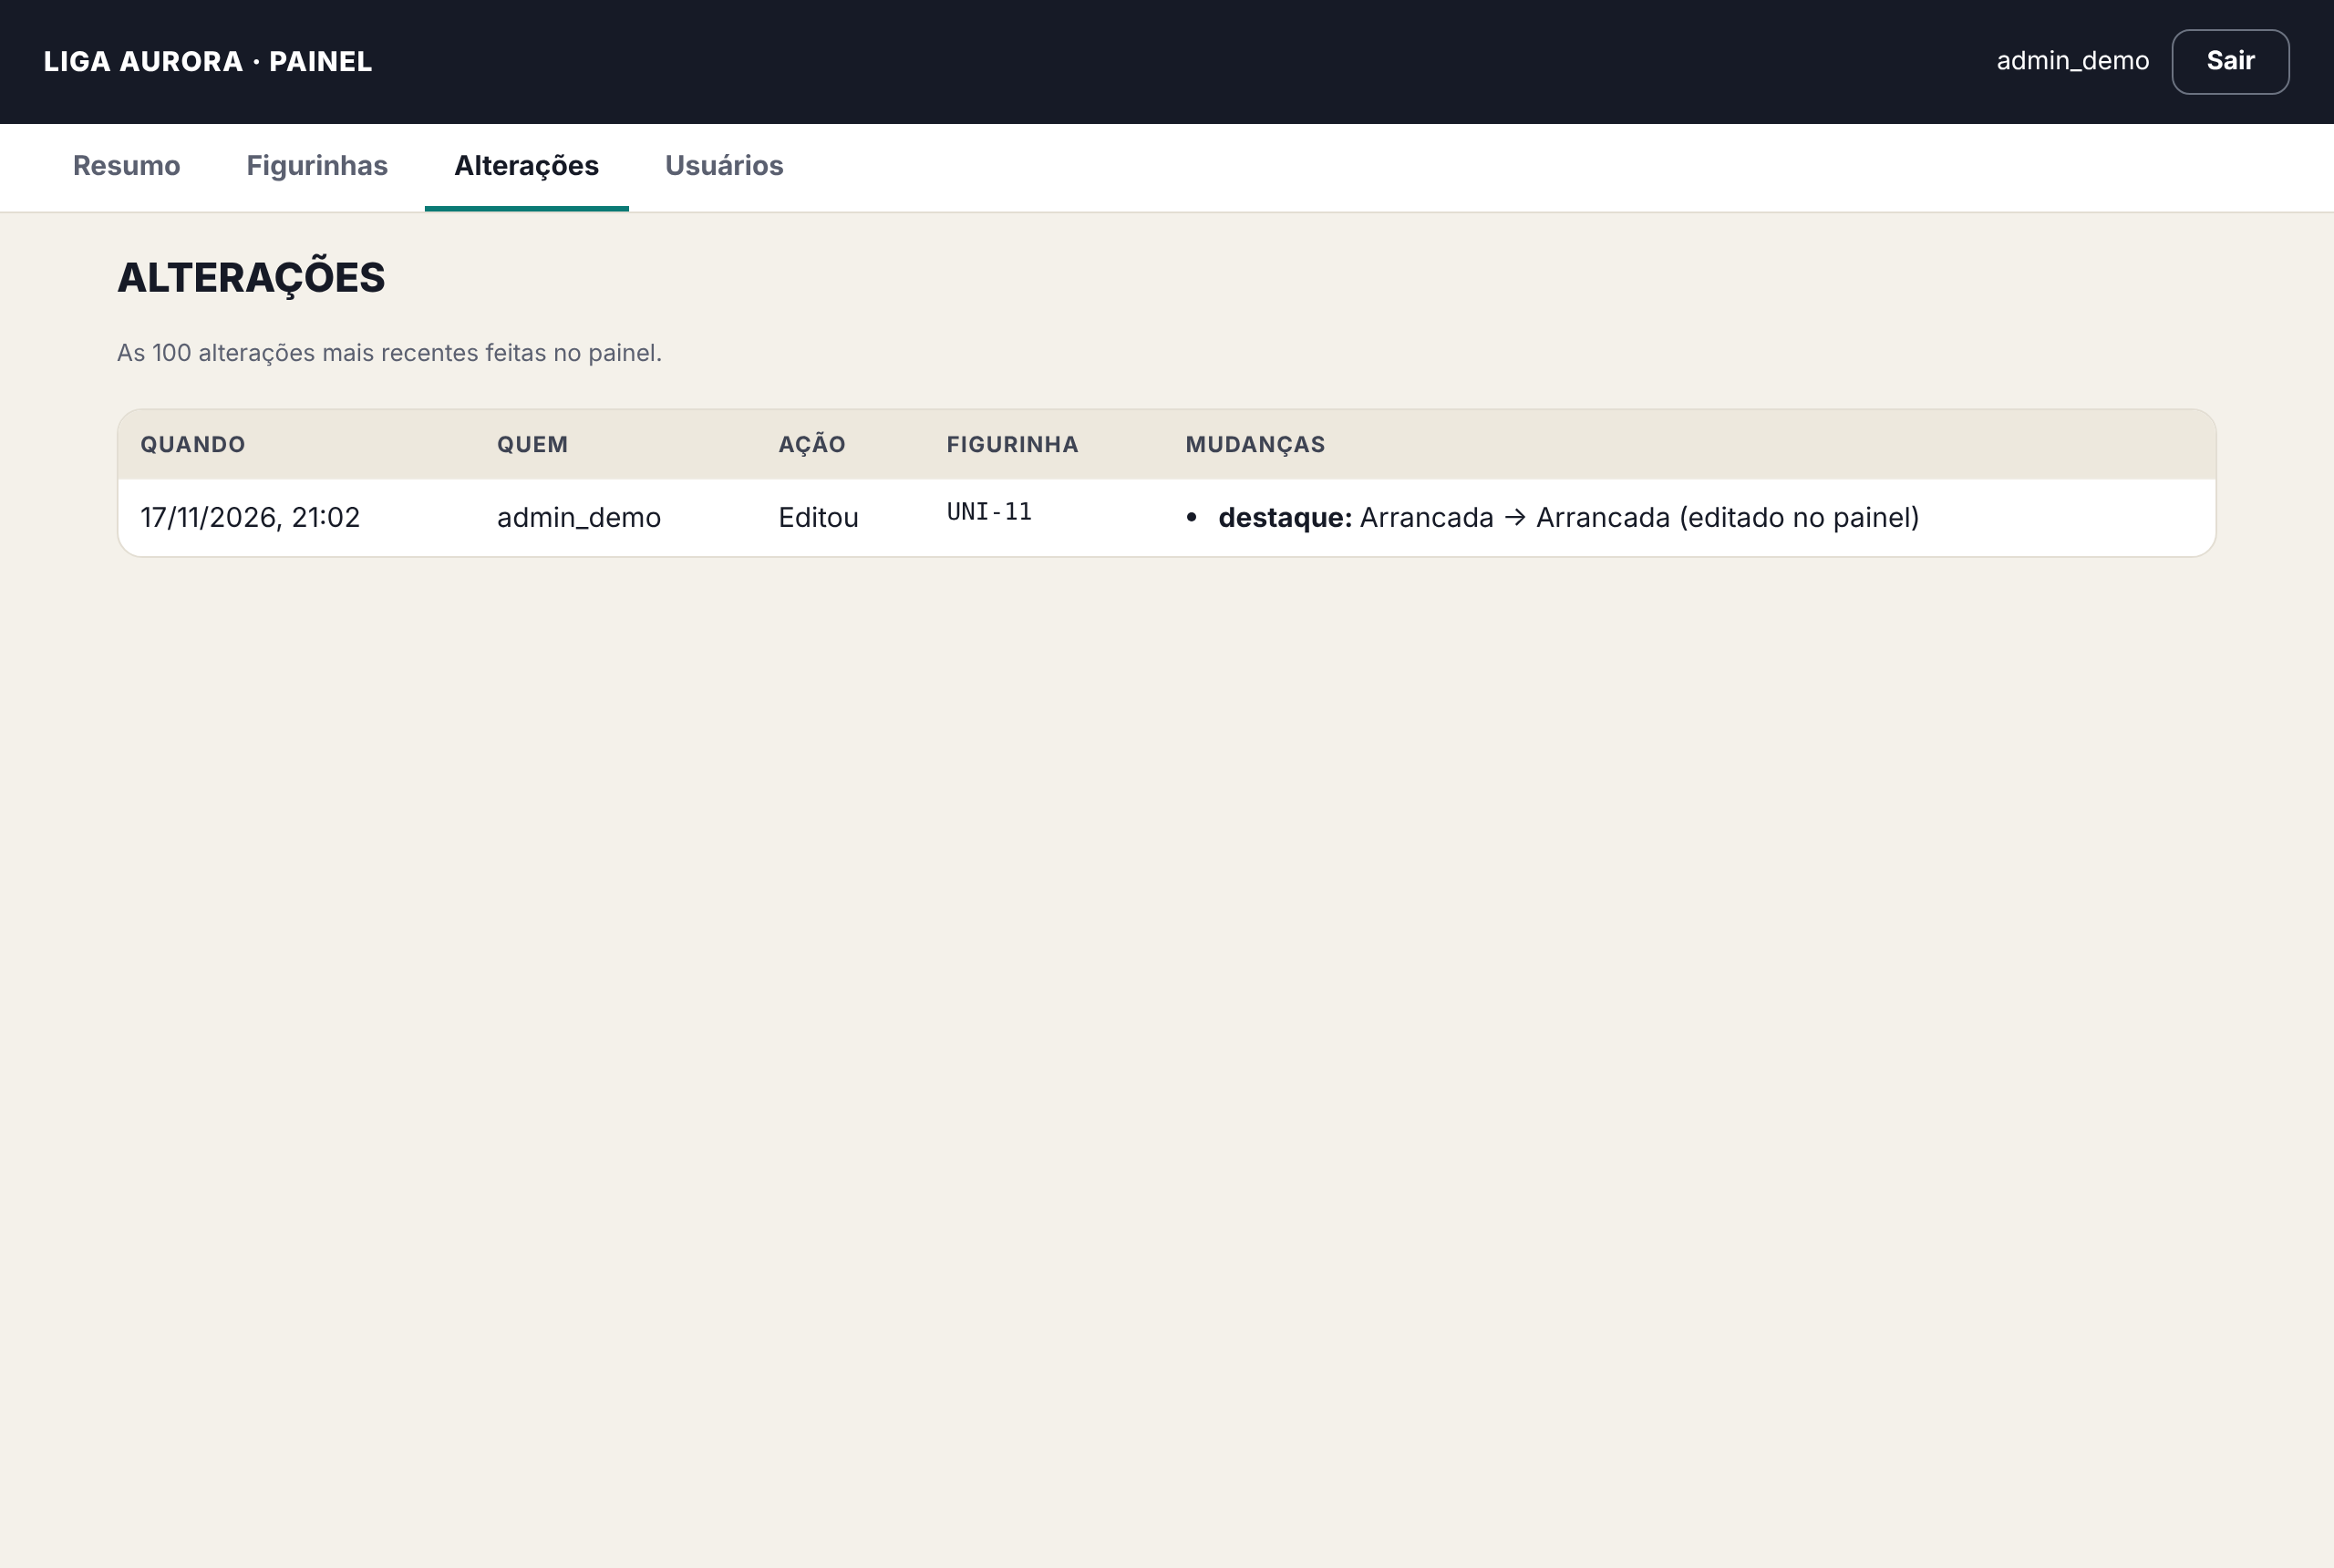 LIGA AURORA · PAINEL
admin_demo
Sair
Resumo
Figurinhas
Alterações
Usuários
ALTERAÇÕES
As 100 alterações mais recentes feitas no painel.
QUANDO QUEM AÇÃO FIGURINHA MUDANÇAS
17/11/2026, 21:02 admin_demo Editou UNI-11 • destaque: Arrancada → Arrancada (editado no painel)